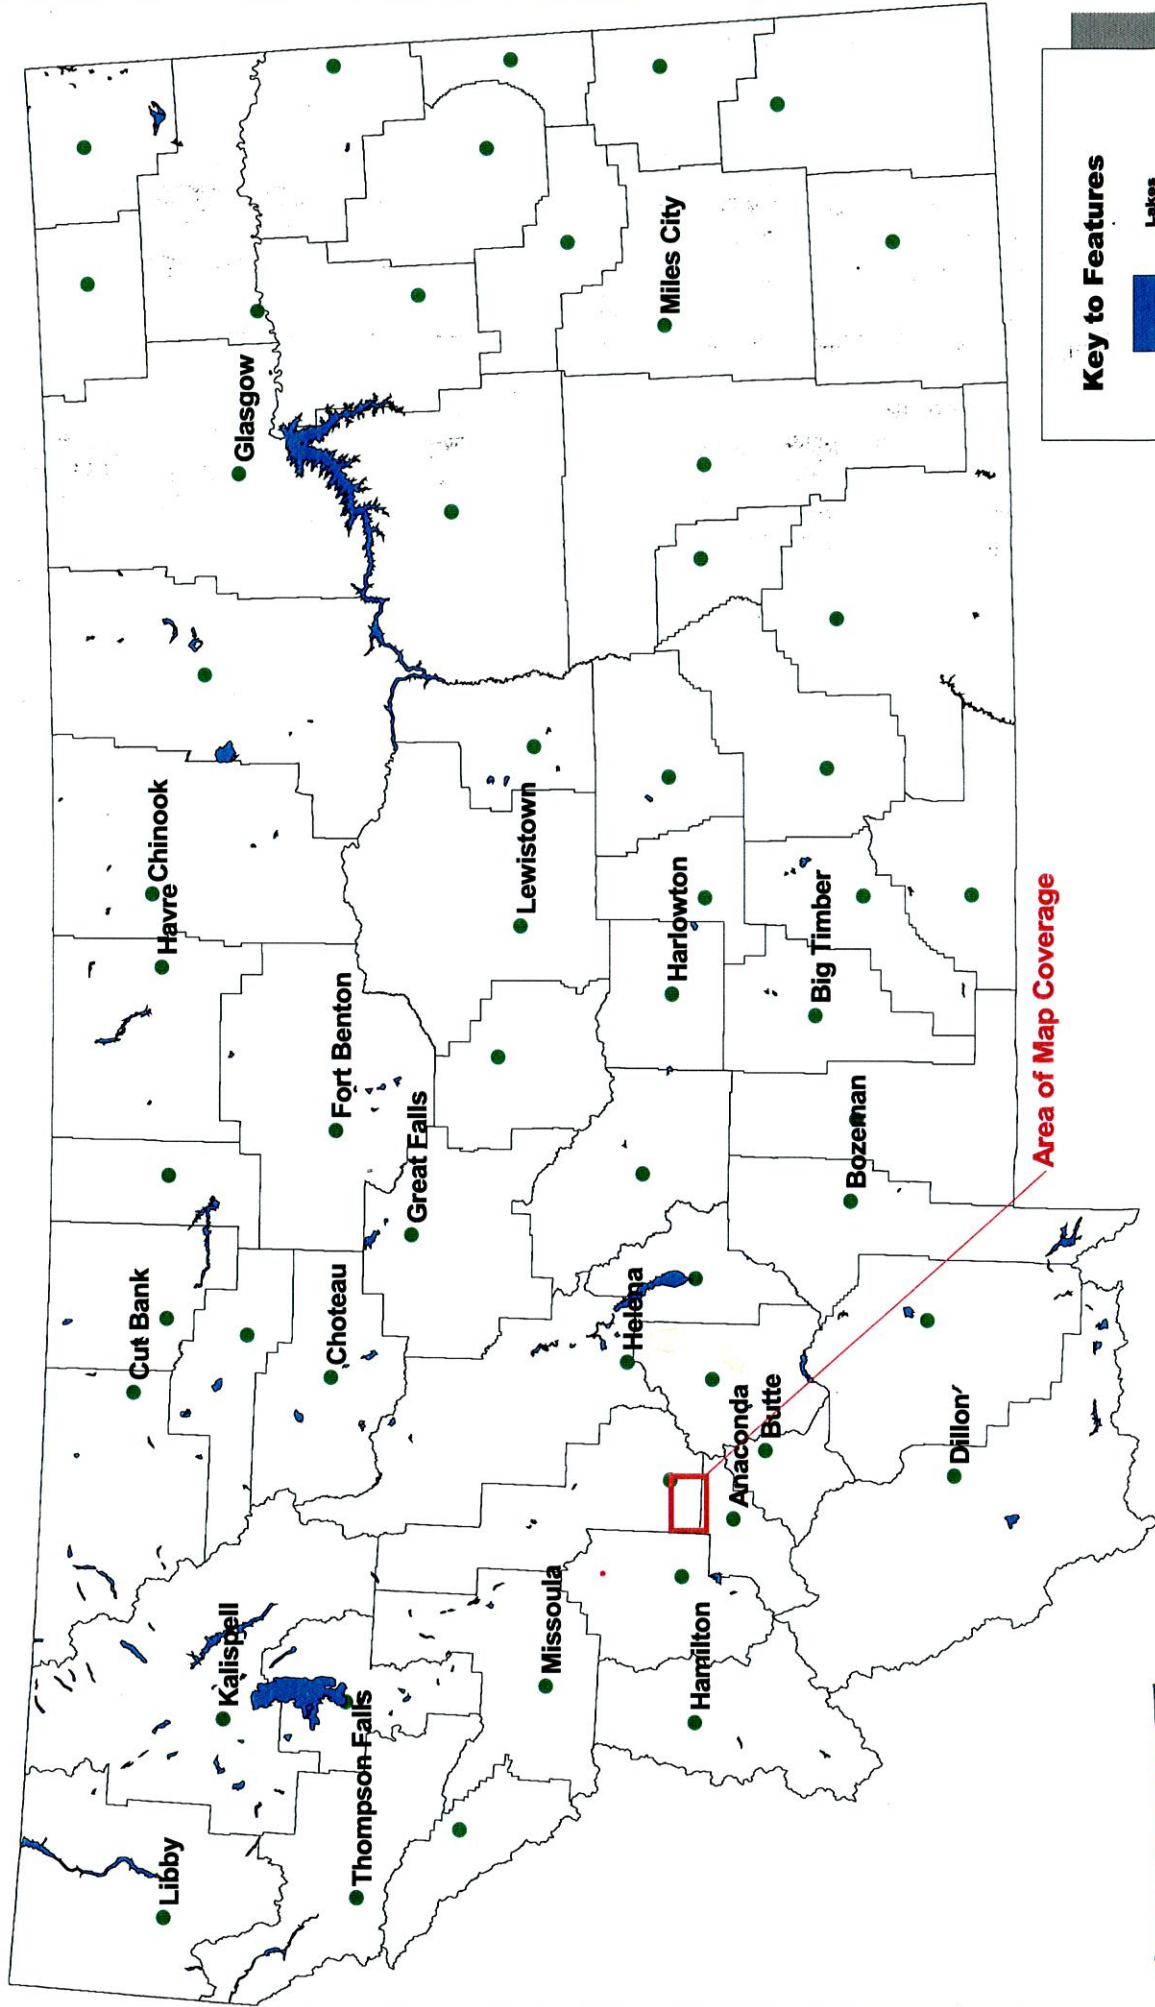 Libby
Kalispell
Thompson Falls
Missoula
Hamilton
Cut Bank
Choteau
Great Falls
Fort Benton
Havre
Chinook
Glasgow
Lewistown
Helena
Anaconda
Butte
Dillon
Bozeman
Big Timber
Harlowton
Miles City
Area of Map Coverage
Key to Features
Lakes